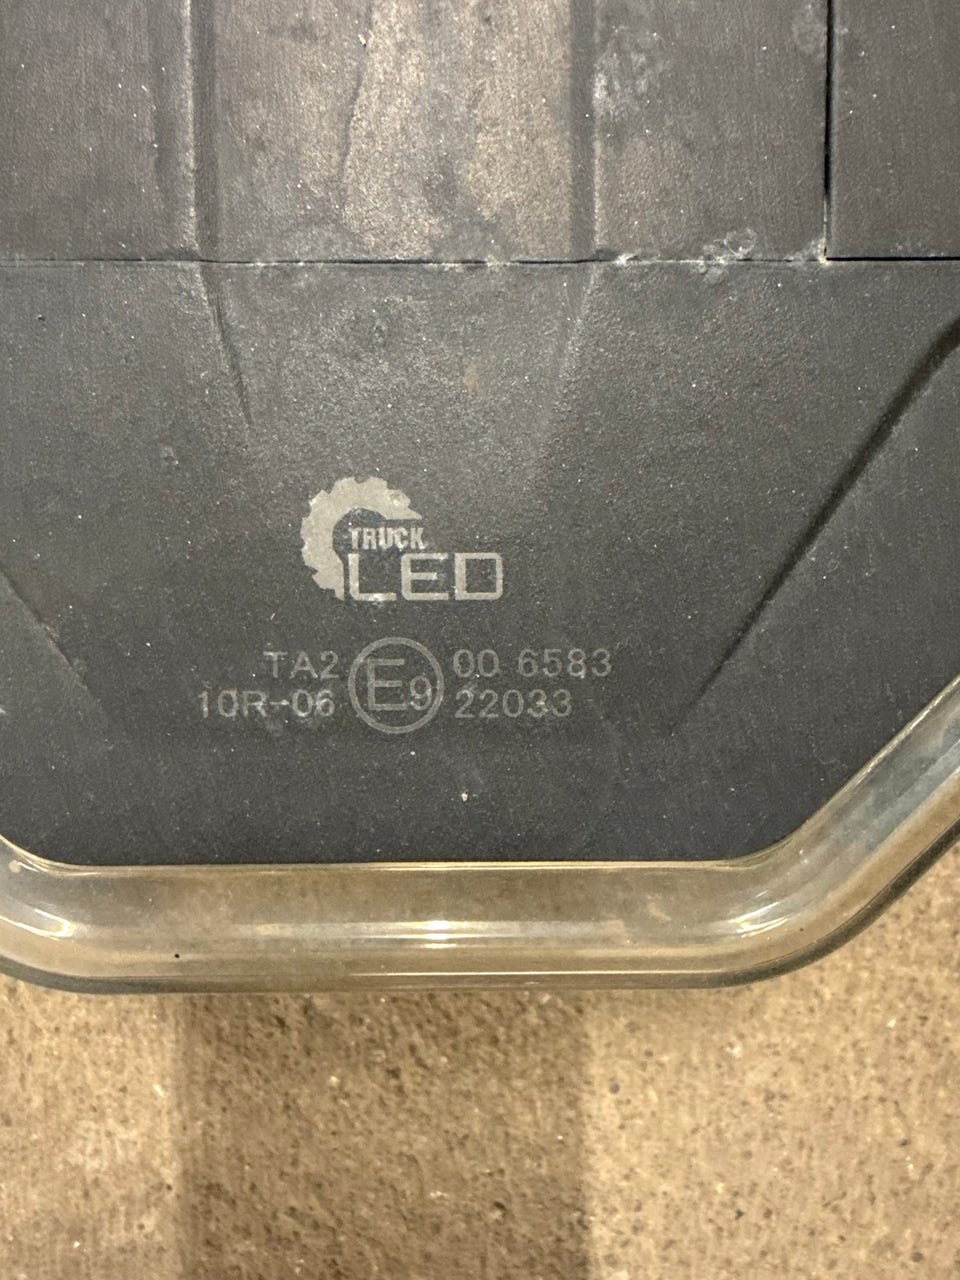 TRUCK
LED
TA2 E9 00 6583
10R-06 22033